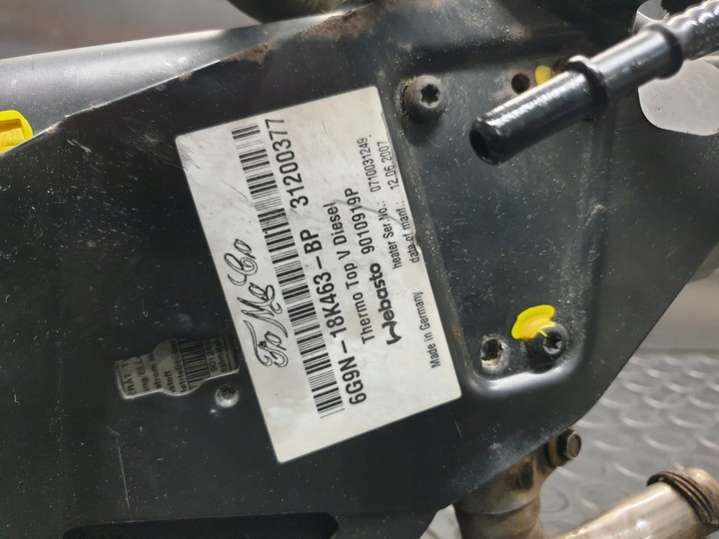 FoMoCo
6G9N-18K463-BP 31200377
Thermo Top V Diesel
Webasto 9010919P
heater Ser No.: 0710031249
Made in Germany date of manf.: 12.06.2007